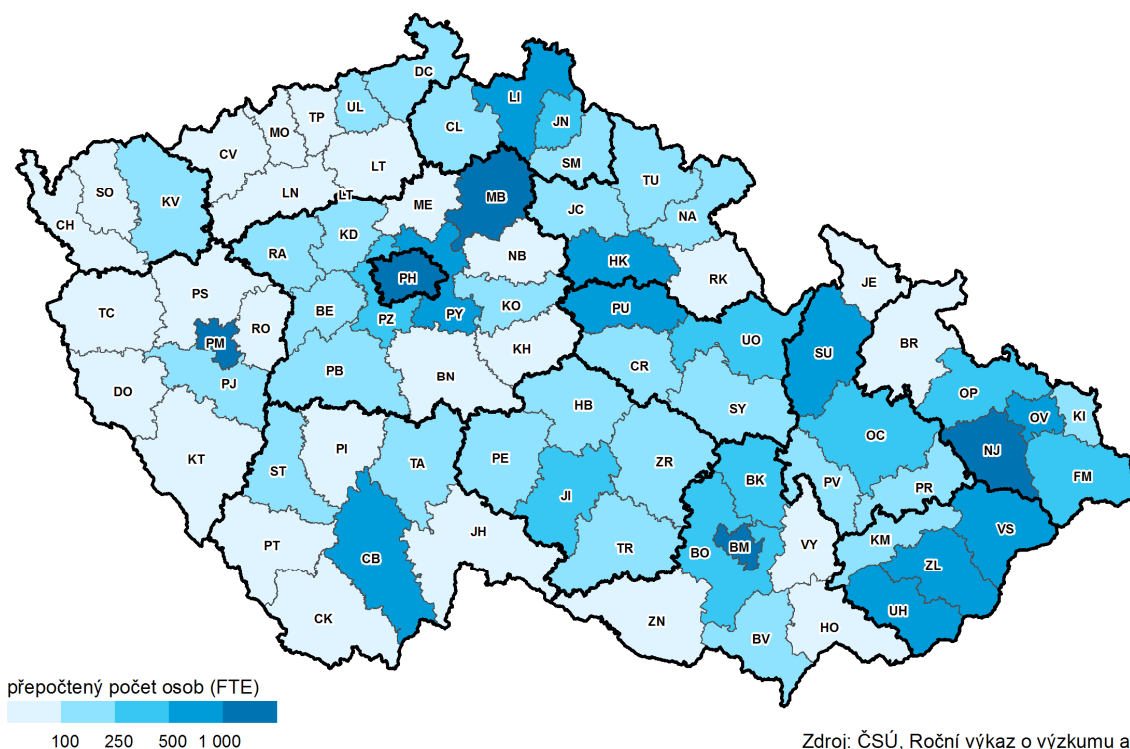 DC
LI
UL
TP
MO
CL
JN
CV
SM
LT
TU
SO
LN
LT
MB
KV
ME
JC
NA
CH
KD
RA
NB
HK
PH
RK
JE
PS
KO
TC
BE
PU
PZ
PY
RO
UO
PM
KH
BR
SU
CR
PB
BN
PJ
DO
OP
HB
SY
OV
KI
OC
PI
NJ
KT
PE
ST
TA
ZR
FM
BK
PV
PR
JI
VS
JH
KM
PT
TR
BO
BM
VY
CB
ZL
UH
CK
ZN
HO
BV
přepočtený počet osob (FTE)
100 250 500 1 000
Zdroj: ČSÚ, Roční výkaz o výzkumu a